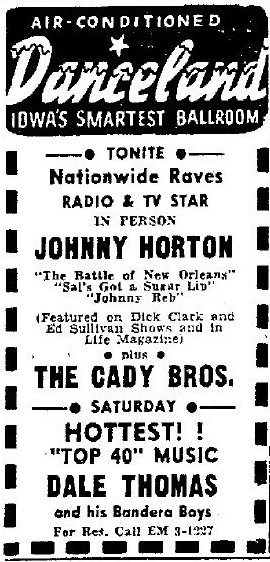 AIR-CONDITIONED
Danceland
IOWA'S SMARTEST BALLROOM
TONITE
Nationwide Raves
RADIO & TV STAR
IN PERSON
JOHNNY HORTON
"The Battle of New Orleans"
"Sal's Got a Sugar Lip"
"Johnny Reb"
(Featured on Dick Clark and
Ed Sullivan Shows and in
Life Magazine)
• plus •
THE CADY BROS.
SATURDAY
HOTTEST! !
"TOP 40" MUSIC
DALE THOMAS
and his Bandera Boys
For Res. Call EM 3-1227